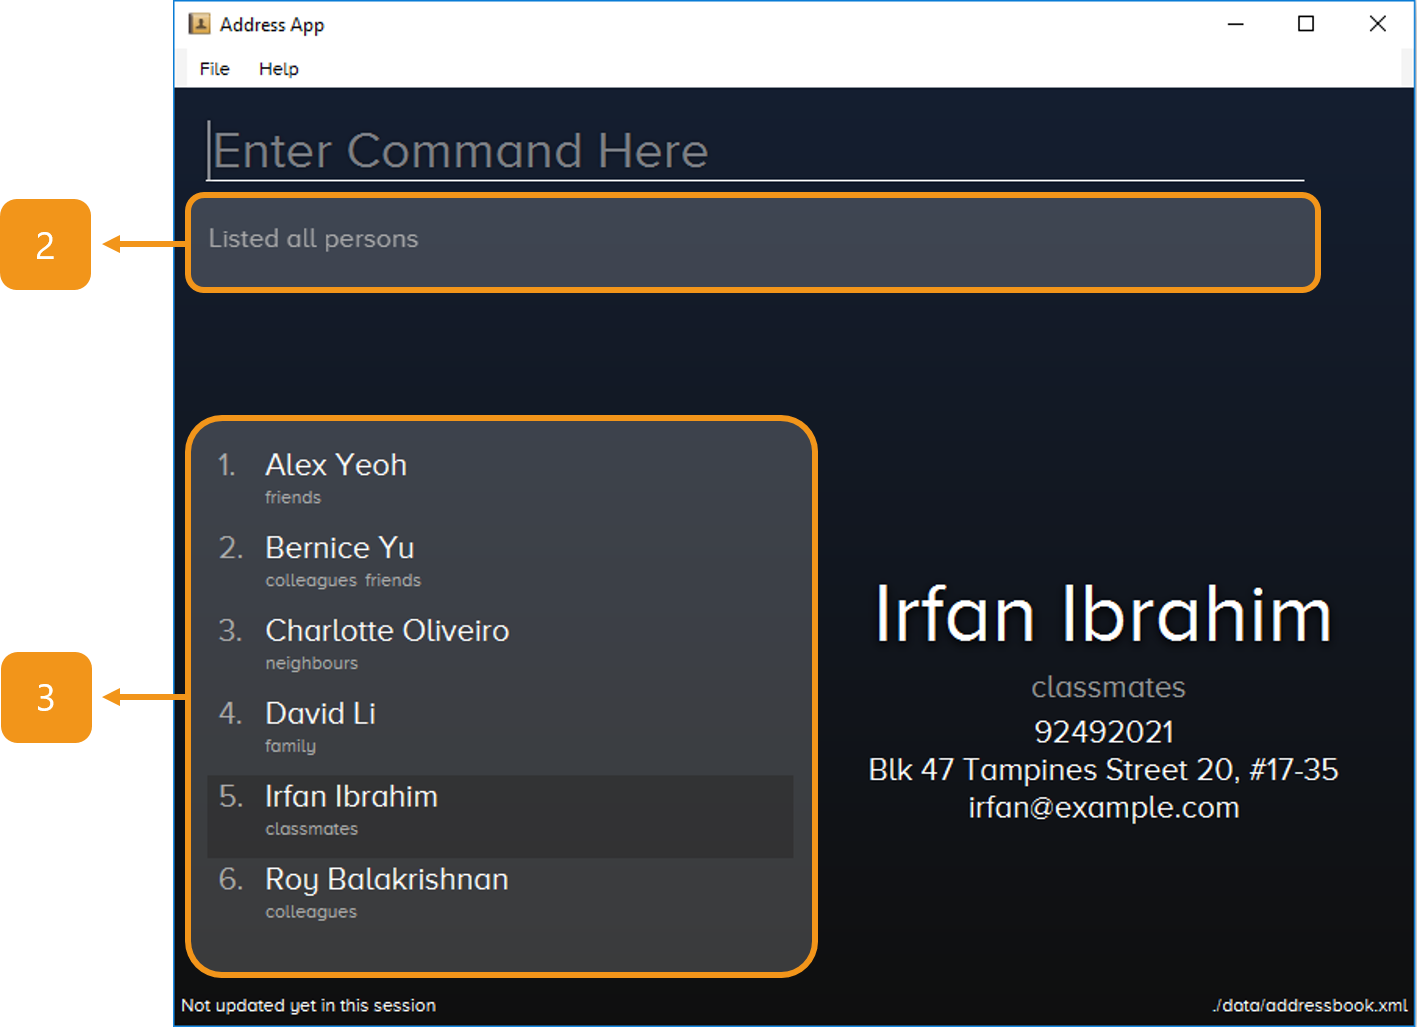 Address App
File Help
Enter Command Here
2
Listed all persons
3
1. Alex Yeoh
friends
2. Bernice Yu
colleagues friends
3. Charlotte Oliveiro
neighbours
4. David Li
family
5. Irfan Ibrahim
classmates
6. Roy Balakrishnan
colleagues
Irfan Ibrahim
classmates
92492021
Blk 47 Tampines Street 20, #17-35
irfan@example.com
Not updated yet in this session
./data/addressbook.xml